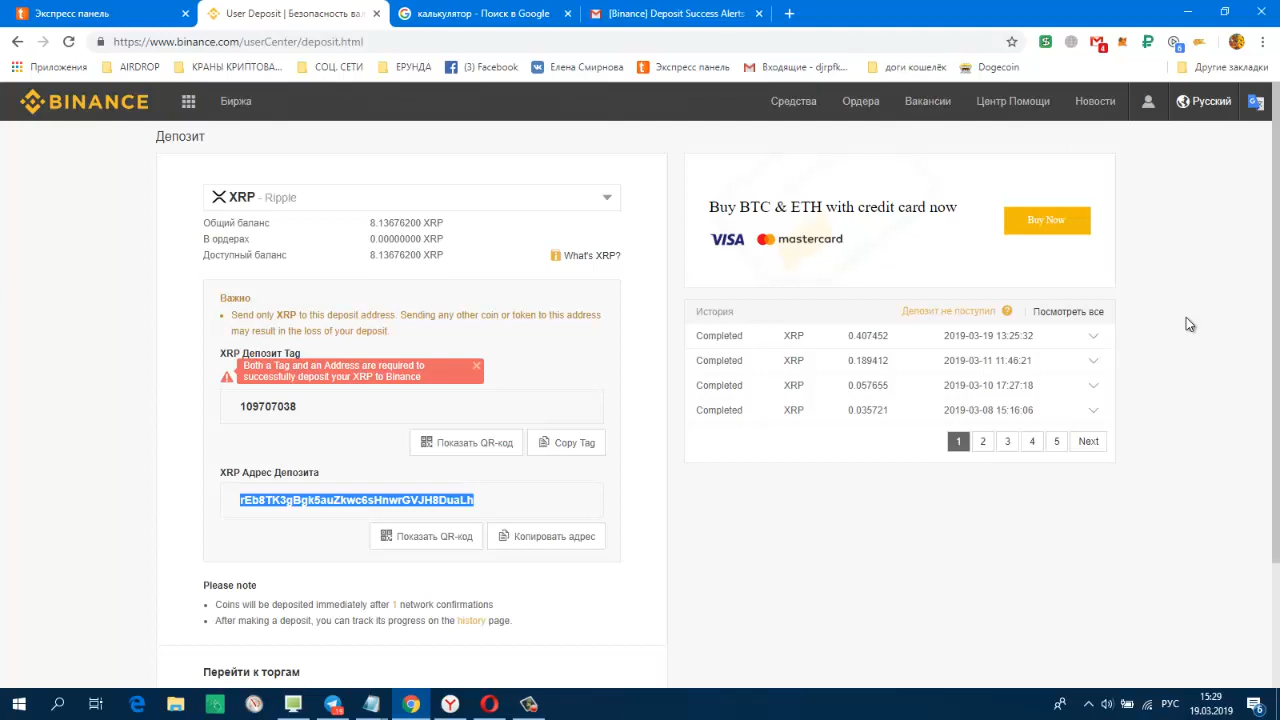 Экспресс панель
User Deposit | Безопасность вал
калькулятор - Поиск в Google
[Binance] Deposit Success Alerts
https://www.binance.com/userCenter/deposit.html
4
6
Приложения
AIRDROP
КРАНЫ КРИПТОВА...
СОЦ. СЕТИ
ЕРУНДА
(3) Facebook
Елена Смирнова
Экспресс панель
Входящие - djrpfk...
доги кошелёк
Dogecoin
Другие закладки
BINANCE
Биржа
Средства
Ордера
Вакансии
Центр Помощи
Новости
Русский
Депозит
XRP - Ripple
Общий баланс 8.13676200 XRP
В ордерах 0.00000000 XRP
Доступный баланс 8.13676200 XRP
What's XRP?
Важно
Send only XRP to this deposit address. Sending any other coin or token to this address
may result in the loss of your deposit.
XRP Депозит Tag
Both a Tag and an Address are required to
successfully deposit your XRP to Binance
109707038
Показать QR-код
Copy Tag
XRP Адрес Депозита
rEb8TK3gBgk5auZkwc6sHnwrGVJH8DuaLh
Показать QR-код
Копировать адрес
Please note
Coins will be deposited immediately after 1 network confirmations
After making a deposit, you can track its progress on the history page.
Перейти к торгам
Buy BTC & ETH with credit card now
Buy Now
VISA
mastercard
История
Депозит не поступил ?
Посмотреть все
Completed XRP 0.407452 2019-03-19 13:25:32
Completed XRP 0.189412 2019-03-11 11:46:21
Completed XRP 0.057655 2019-03-10 17:27:18
Completed XRP 0.035721 2019-03-08 15:16:06
1 2 3 4 5 Next
РУС
15:29
19.03.2019
6